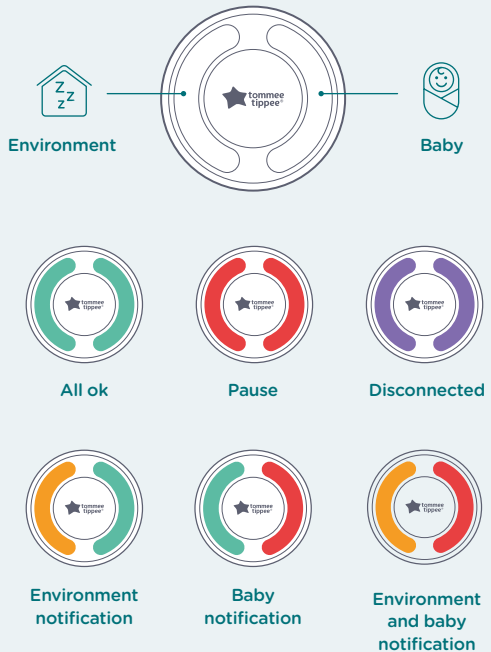 Z
Z
Z
Z
tommee
tippee®
Environment
Baby
tommee
tippee®
tommee
tippee®
tommee
tippee®
All ok
Pause
Disconnected
tommee
tippee®
tommee
tippee®
tommee
tippee®
Environment
notification
Baby
notification
Environment
and baby
notification